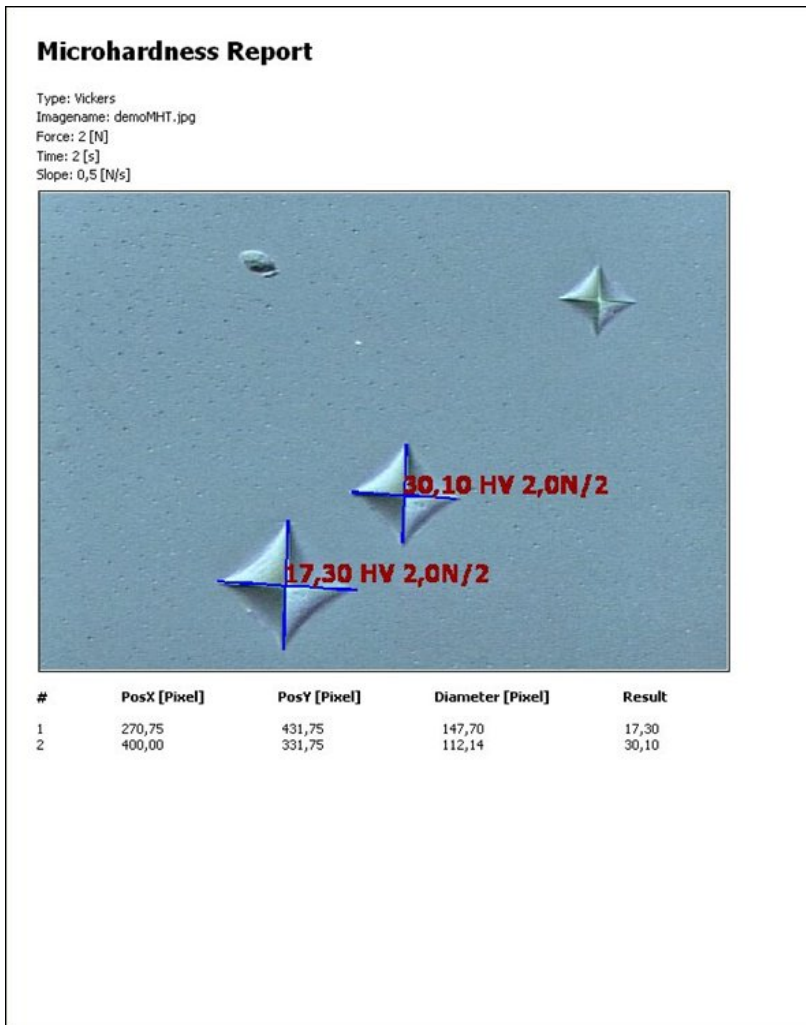 Microhardness Report
Type: Vickers
Imagename: demoMHT.jpg
Force: 2 [N]
Time: 2 [s]
Slope: 0,5 [N/s]
30,10 HV 2,0N/2
17,30 HV 2,0N/2
# PosX [Pixel] PosY [Pixel] Diameter [Pixel] Result
1 270,75 431,75 147,70 17,30
2 400,00 331,75 112,14 30,10